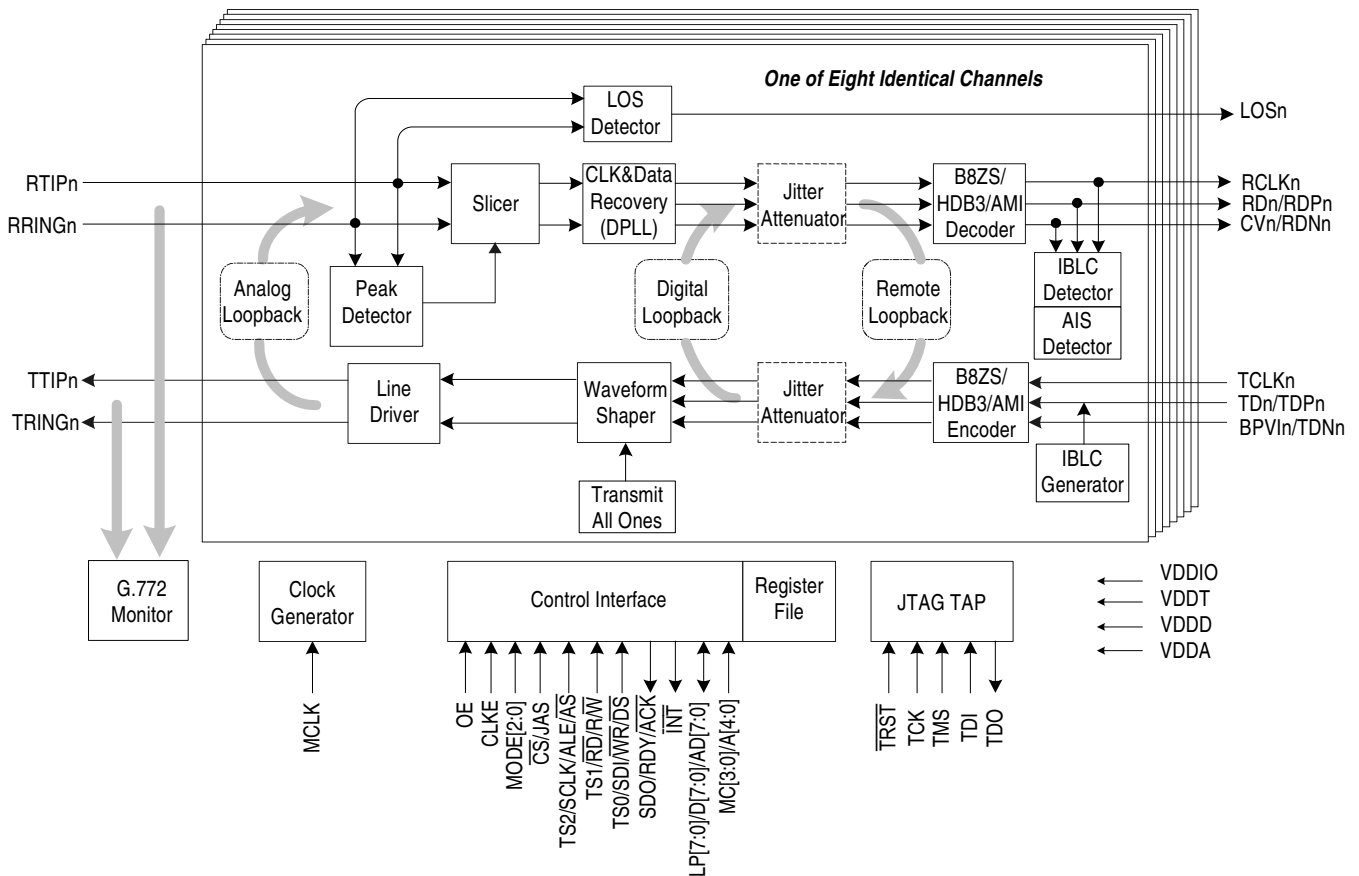 One of Eight Identical Channels
LOS
Detector
LOSn
RTIPn
RRINGn
Slicer
CLK&Data
Recovery
(DPLL)
Jitter
Attenuator
B8ZS/
HDB3/AMI
Decoder
RCLKn
RDn/RDPn
CVn/RDNn
Analog
Loopback
Peak
Detector
Digital
Loopback
Remote
Loopback
IBLC
Detector
AIS
Detector
TTIPn
TRINGn
Line
Driver
Waveform
Shaper
Jitter
Attenuator
B8ZS/
HDB3/AMI
Encoder
TCLKn
TDn/TDPn
BPVIn/TDNn
IBLC
Generator
Transmit
All Ones
G.772
Monitor
Clock
Generator
Control Interface
Register
File
JTAG TAP
VDDIO
VDDT
VDDD
VDDA
MCLK
OE
CLKE
MODE[2:0]
CS/JAS
TS2/SCLK/ALE/AS
TS1/RD/R/W
TS0/SDI/WR/DS
SDO/RDY/ACK
INT
LP[7:0]/D[7:0]/AD[7:0]
MC[3:0]/A[4:0]
TRST
TCK
TMS
TDI
TDO